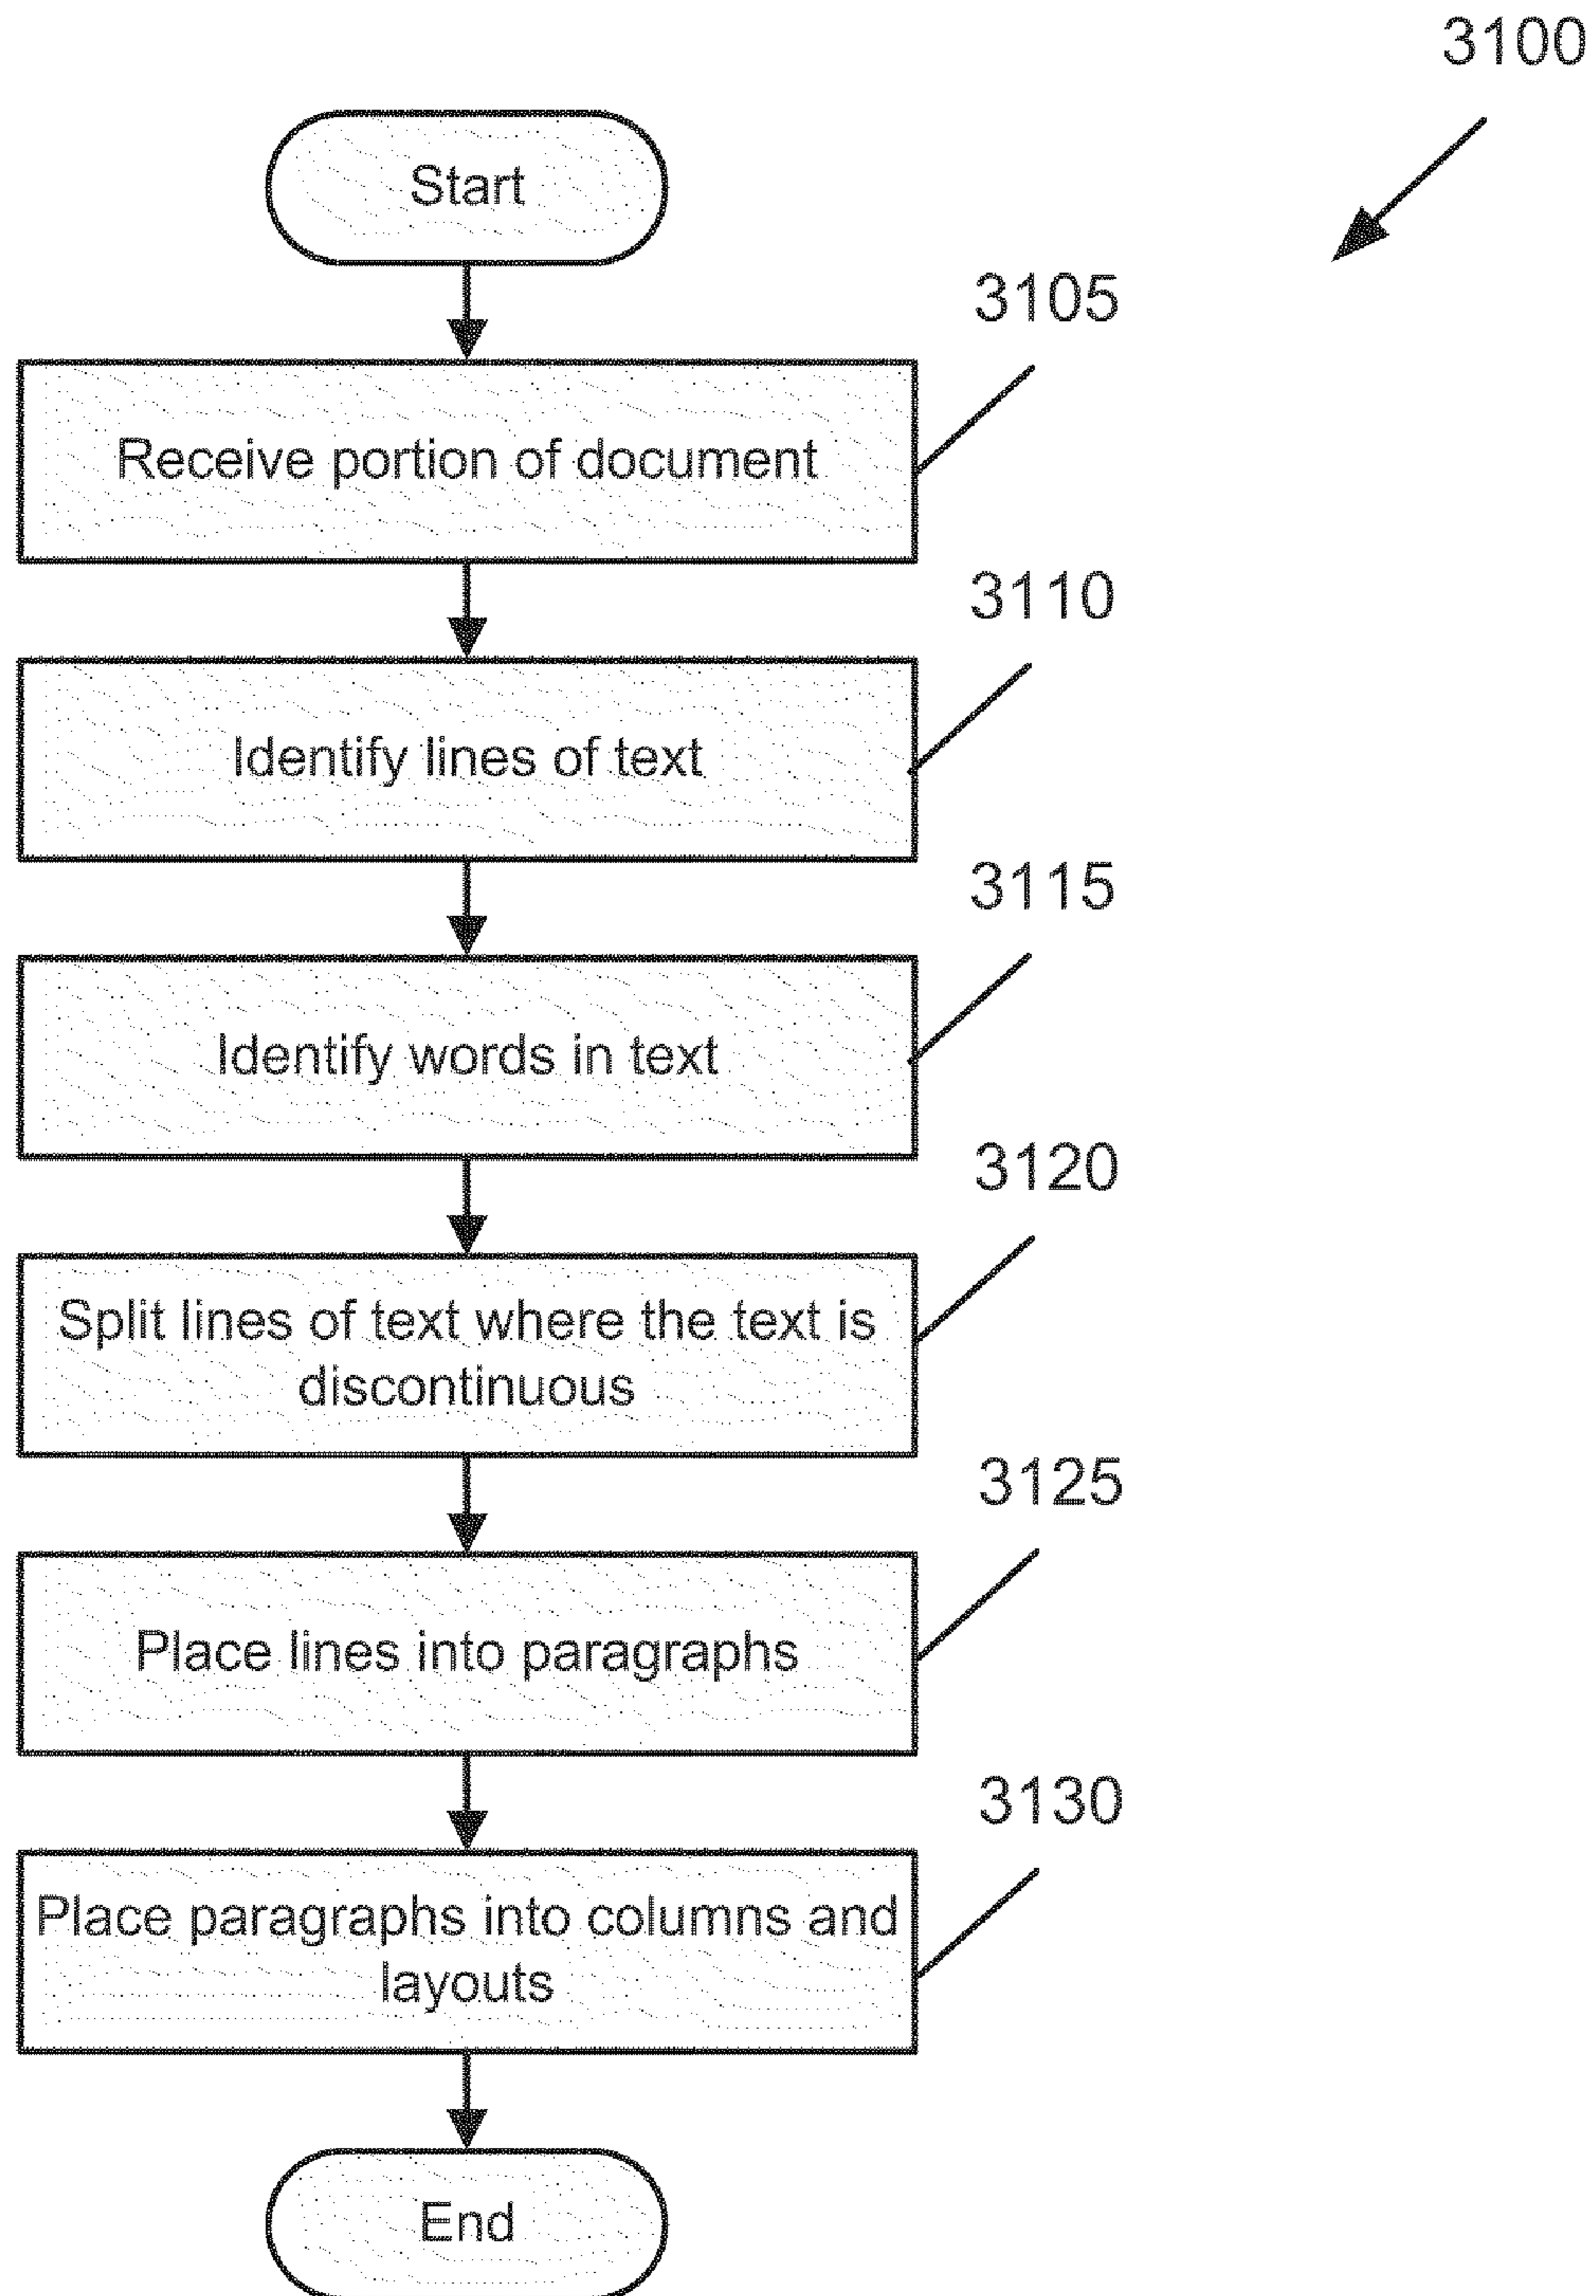 3100
Start
3105
Receive portion of document
3110
Identify lines of text
3115
Identify words in text
3120
Split lines of text where the text is
discontinuous
3125
Place lines into paragraphs
3130
Place paragraphs into columns and
layouts
End